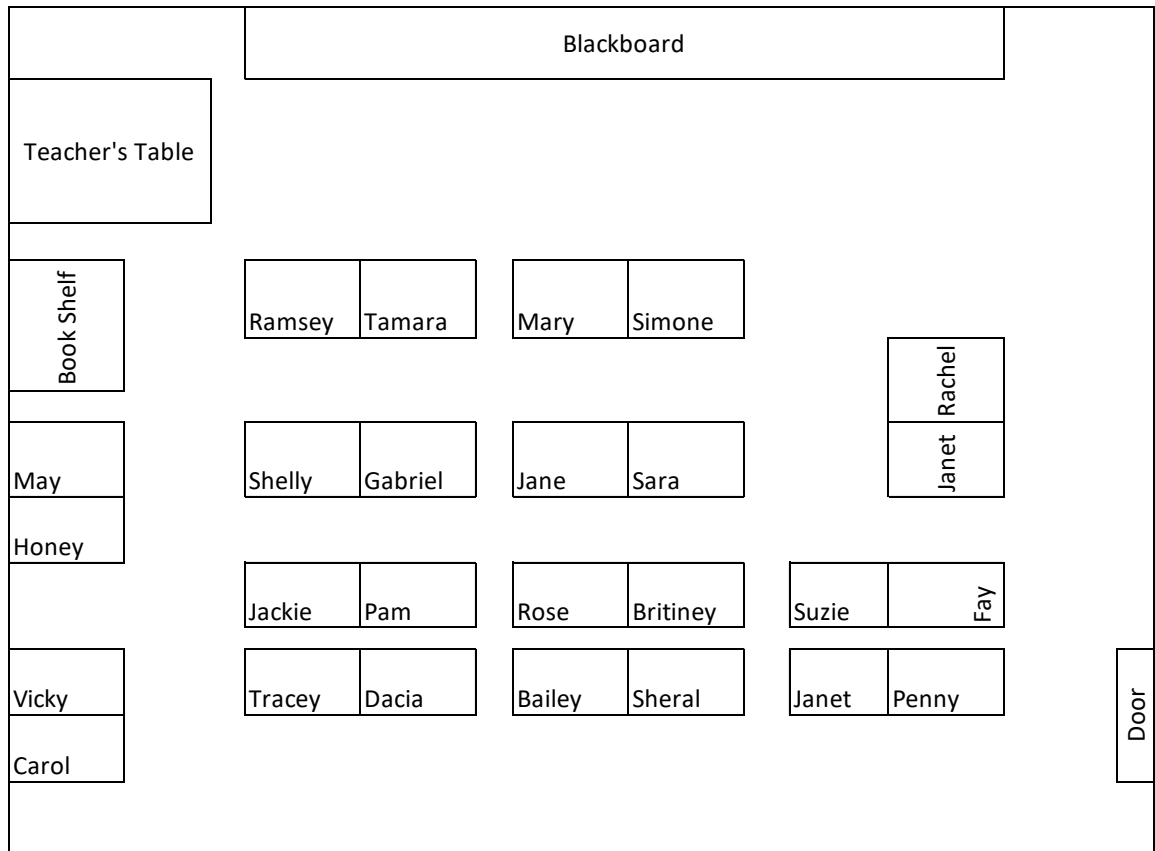 Blackboard
Teacher's Table
Book Shelf
Ramsey Tamara Mary Simone
Rachel
Janet
May Shelly Gabriel Jane Sara
Honey
Jackie Pam Rose Britiney Suzie Fay
Vicky Tracey Dacia Bailey Sheral Janet Penny
Door
Carol